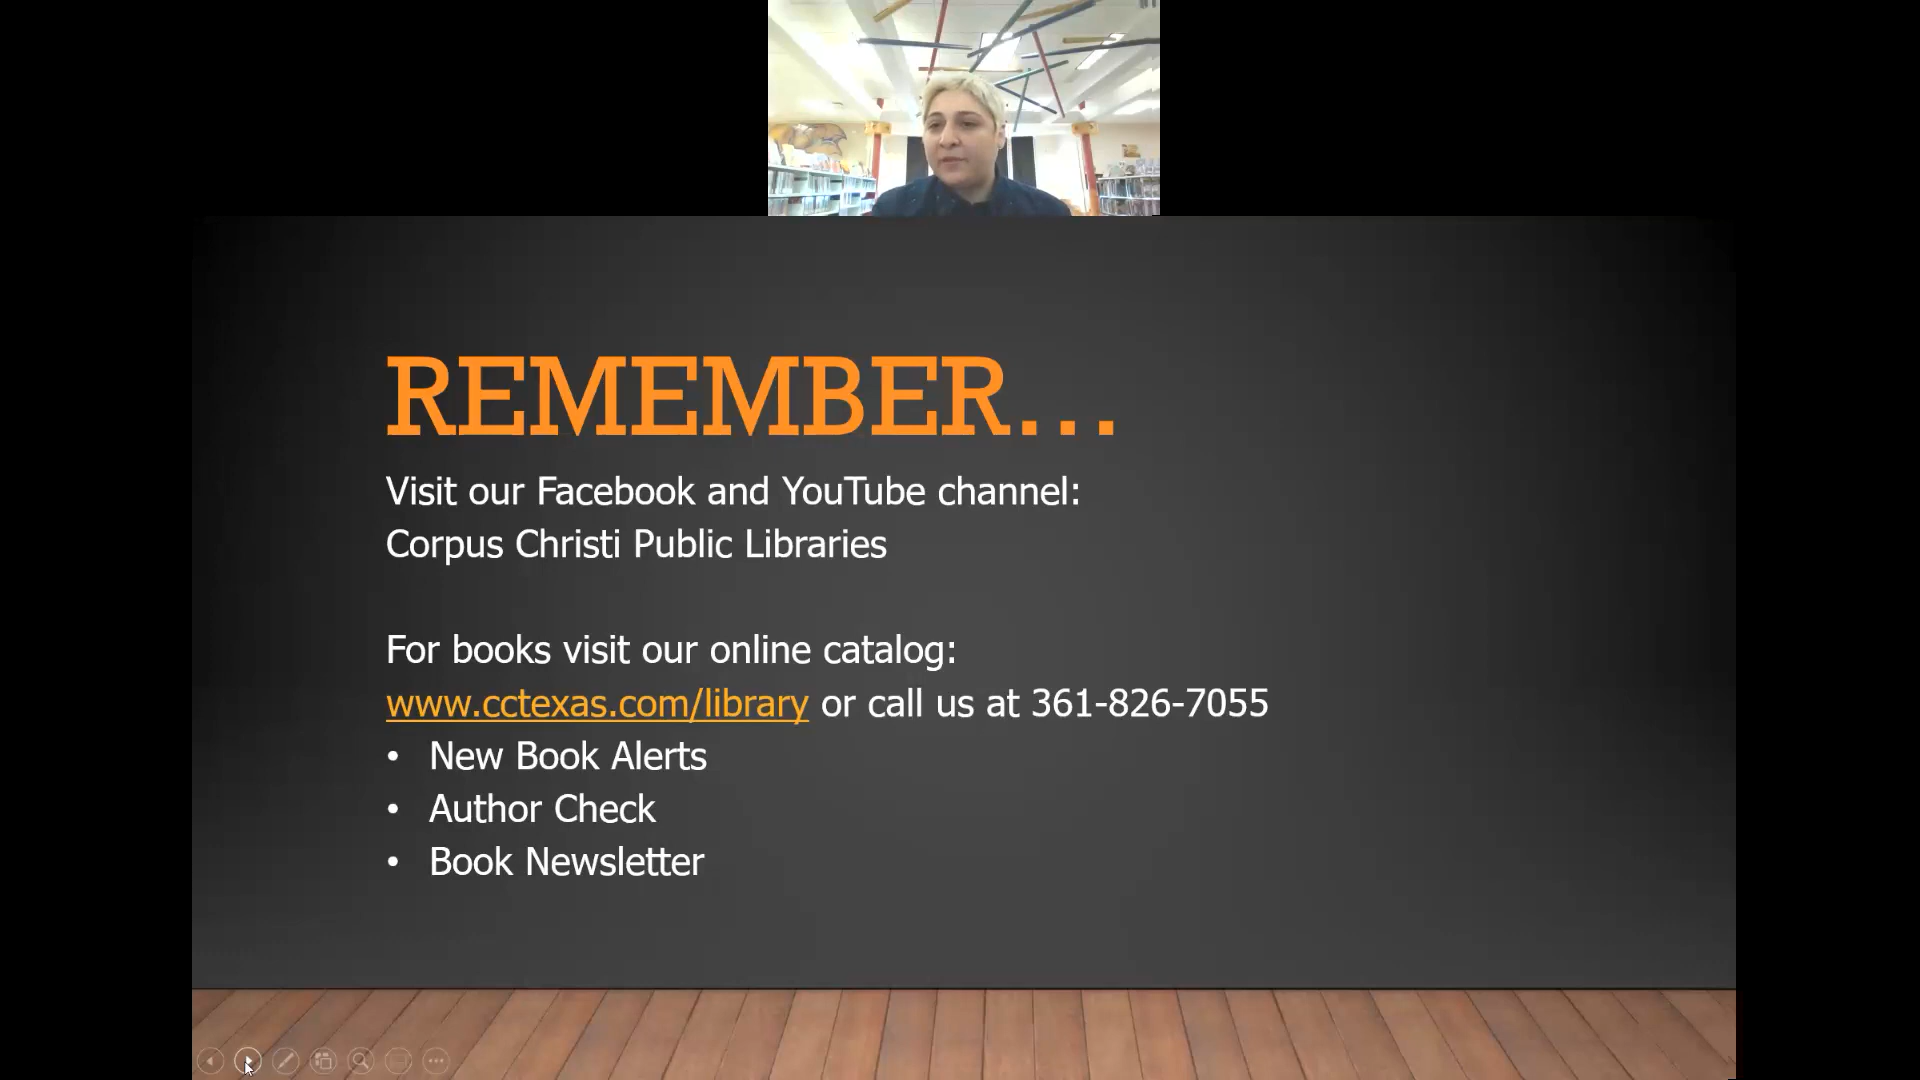 REMEMBER...
Visit our Facebook and YouTube channel:
Corpus Christi Public Libraries
For books visit our online catalog:
www.cctexas.com/library or call us at 361-826-7055
• New Book Alerts
• Author Check
• Book Newsletter